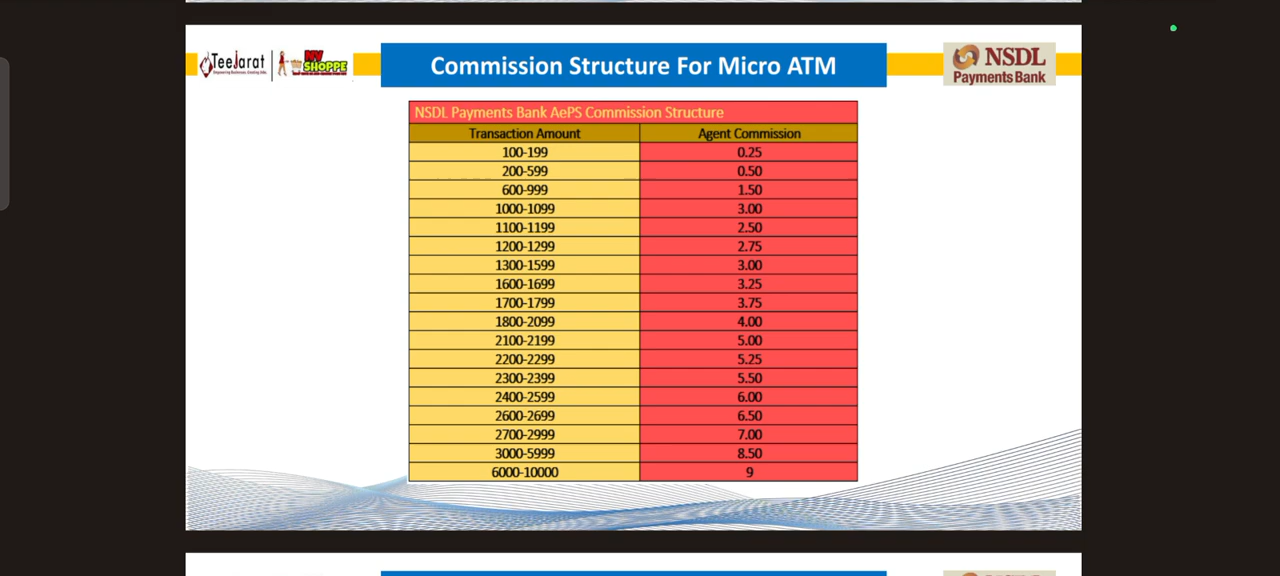 TeeJarat
MY
SHOPPE
Commission Structure For Micro ATM
NSDL
Payments Bank
NSDL Payments Bank AePS Commission Structure
Transaction Amount Agent Commission
100-199 0.25
200-599 0.50
600-999 1.50
1000-1099 3.00
1100-1199 2.50
1200-1299 2.75
1300-1599 3.00
1600-1699 3.25
1700-1799 3.75
1800-2099 4.00
2100-2199 5.00
2200-2299 5.25
2300-2399 5.50
2400-2599 6.00
2600-2699 6.50
2700-2999 7.00
3000-5999 8.50
6000-10000 9